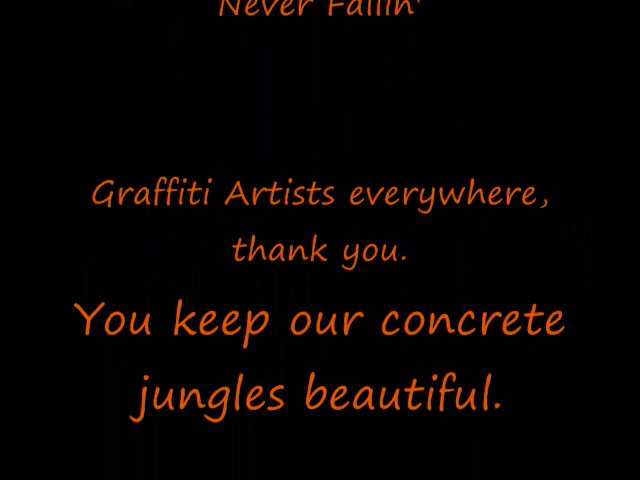 Never Fallin'
Graffiti Artists everywhere,
thank you.
You keep our concrete
jungles beautiful.